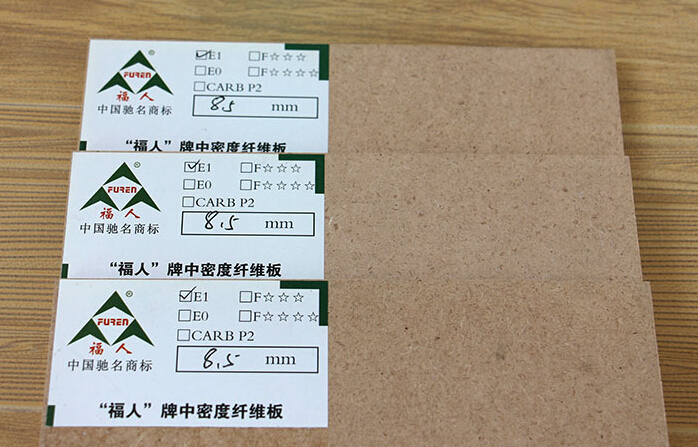 ☑E1 □F☆☆☆
□E0 □F☆☆☆☆
□CARB P2
8.5 mm
FUREN ®
福人
中国驰名商标
“福人”牌中密度纤维板
☑E1 □F☆☆☆
□E0 □F☆☆☆☆
□CARB P2
8.5 mm
FUREN ®
福人
中国驰名商标
“福人”牌中密度纤维板
☑E1 □F☆☆☆
□E0 □F☆☆☆☆
□CARB P2
8.5 mm
FUREN ®
福人
中国驰名商标
“福人”牌中密度纤维板